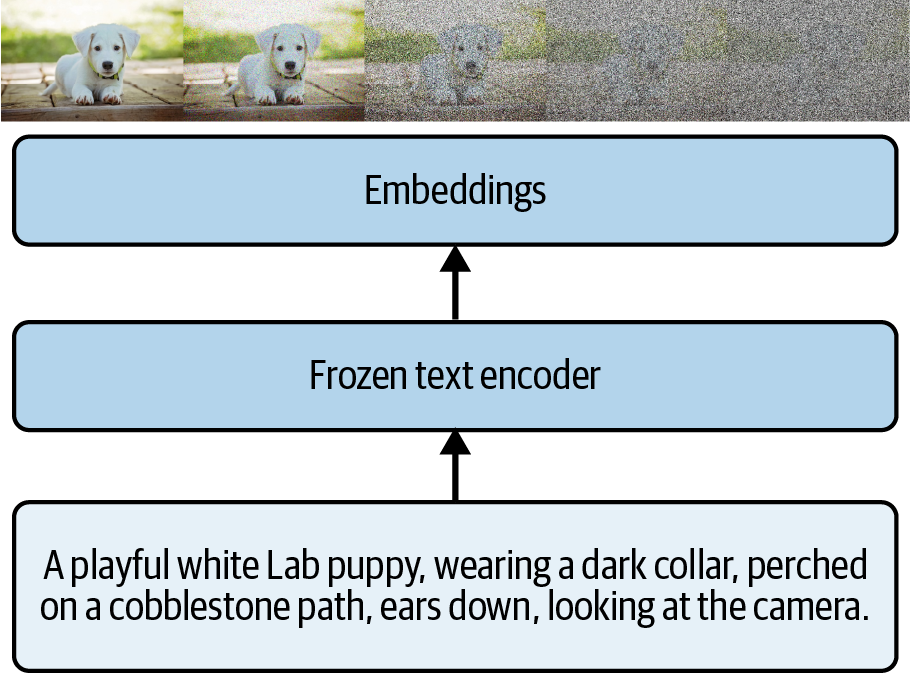 Embeddings
Frozen text encoder
A playful white Lab puppy, wearing a dark collar, perched
on a cobblestone path, ears down, looking at the camera.